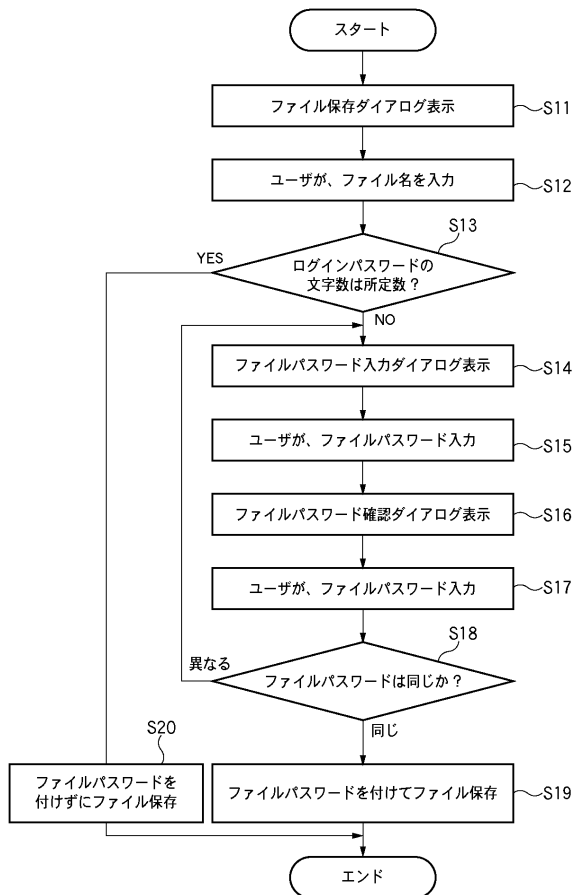 スタート
ファイル保存ダイアログ表示
S11
ユーザが、ファイル名を入力
S12
S13
YES
ログインパスワードの
文字数は所定数？
NO
ファイルパスワード入力ダイアログ表示
S14
ユーザが、ファイルパスワード入力
S15
ファイルパスワード確認ダイアログ表示
S16
ユーザが、ファイルパスワード入力
S17
S18
異なる
ファイルパスワードは同じか？
同じ
S20
ファイルパスワードを
付けずにファイル保存
ファイルパスワードを付けてファイル保存
S19
エンド